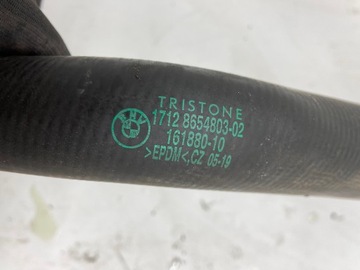 TRISTONE
1712 8654803-02
161880-10
>EPDM<,CZ 05-19